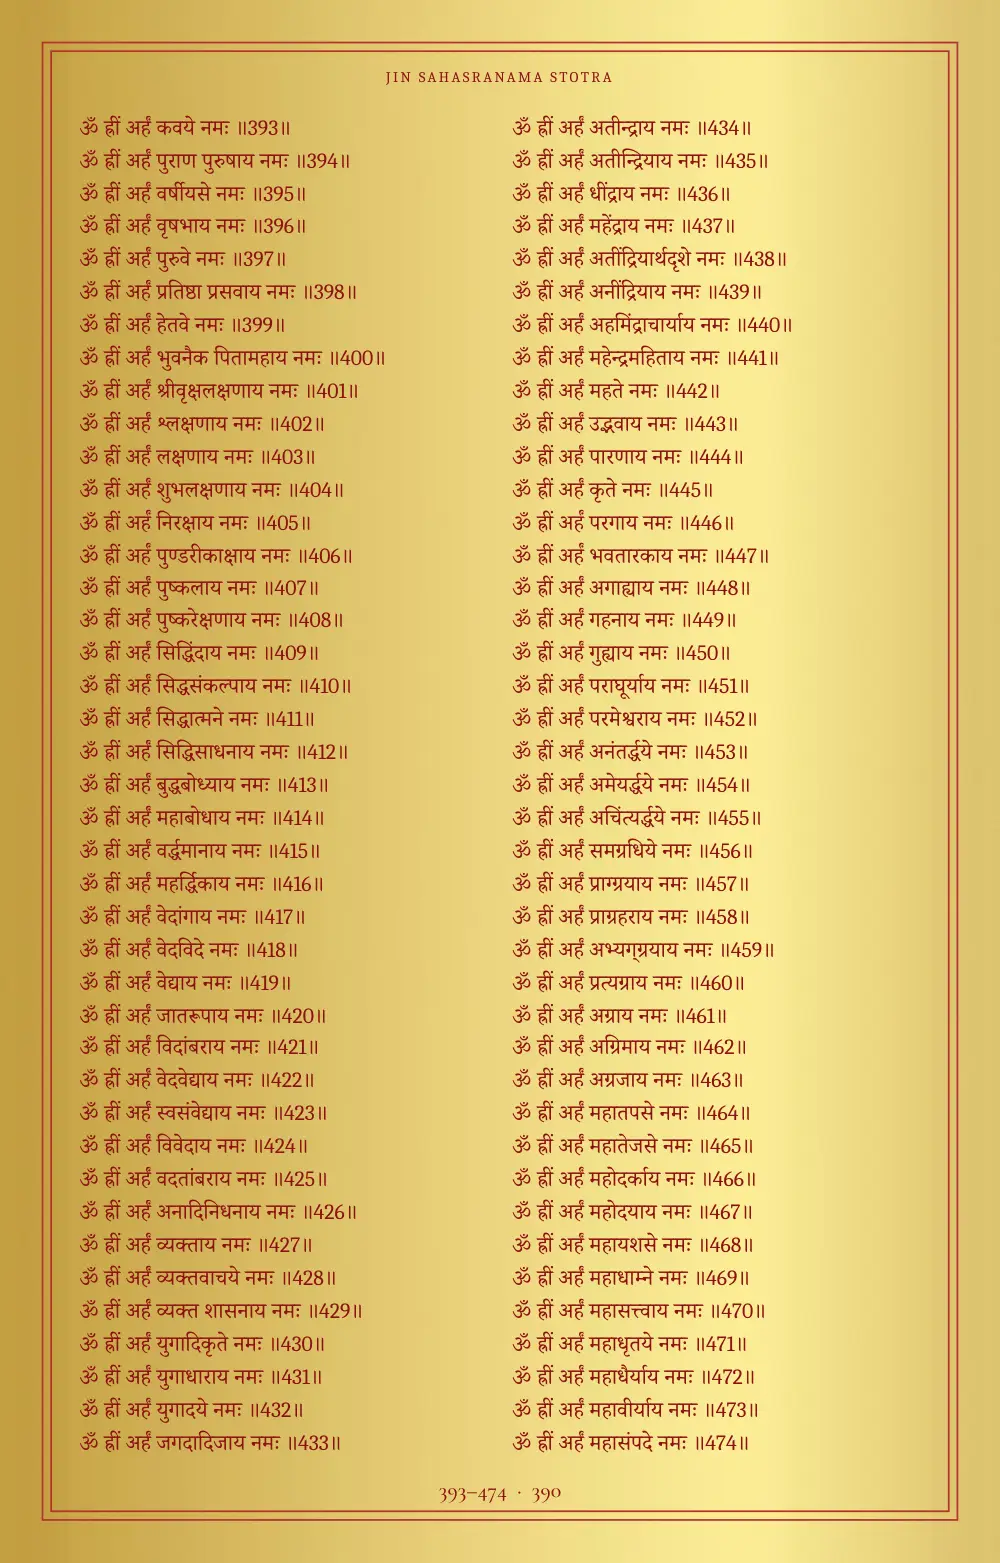 JIN SAHASRANAMA STOTRA
ॐ ह्रीं अर्हं कवये नमः ॥393॥
ॐ ह्रीं अर्हं पुराण पुरुषाय नमः ॥394॥
ॐ ह्रीं अर्हं वर्षीयसे नमः ॥395॥
ॐ ह्रीं अर्हं वृषभाय नमः ॥396॥
ॐ ह्रीं अर्हं पुरुवे नमः ॥397॥
ॐ ह्रीं अर्हं प्रतिष्ठा प्रसवाय नमः ॥398॥
ॐ ह्रीं अर्हं हेतवे नमः ॥399॥
ॐ ह्रीं अर्हं भुवनैक पितामहाय नमः ॥400॥
ॐ ह्रीं अर्हं श्रीवृक्षलक्षणाय नमः ॥401॥
ॐ ह्रीं अर्हं श्लक्षणाय नमः ॥402॥
ॐ ह्रीं अर्हं लक्षणाय नमः ॥403॥
ॐ ह्रीं अर्हं शुभलक्षणाय नमः ॥404॥
ॐ ह्रीं अर्हं निरक्षाय नमः ॥405॥
ॐ ह्रीं अर्हं पुण्डरीकाक्षाय नमः ॥406॥
ॐ ह्रीं अर्हं पुष्कलाय नमः ॥407॥
ॐ ह्रीं अर्हं पुष्करेक्षणाय नमः ॥408॥
ॐ ह्रीं अर्हं सिद्धिंदाय नमः ॥409॥
ॐ ह्रीं अर्हं सिद्धसंकल्पाय नमः ॥410॥
ॐ ह्रीं अर्हं सिद्धात्मने नमः ॥411॥
ॐ ह्रीं अर्हं सिद्धिसाधनाय नमः ॥412॥
ॐ ह्रीं अर्हं बुद्धबोध्याय नमः ॥413॥
ॐ ह्रीं अर्हं महाबोधाय नमः ॥414॥
ॐ ह्रीं अर्हं वर्द्धमानाय नमः ॥415॥
ॐ ह्रीं अर्हं महर्द्धिकाय नमः ॥416॥
ॐ ह्रीं अर्हं वेदांगाय नमः ॥417॥
ॐ ह्रीं अर्हं वेदविदे नमः ॥418॥
ॐ ह्रीं अर्हं वेद्याय नमः ॥419॥
ॐ ह्रीं अर्हं जातरूपाय नमः ॥420॥
ॐ ह्रीं अर्हं विदांबराय नमः ॥421॥
ॐ ह्रीं अर्हं वेदवेद्याय नमः ॥422॥
ॐ ह्रीं अर्हं स्वसंवेद्याय नमः ॥423॥
ॐ ह्रीं अर्हं विवेदाय नमः ॥424॥
ॐ ह्रीं अर्हं वदतांबराय नमः ॥425॥
ॐ ह्रीं अर्हं अनादिनिधनाय नमः ॥426॥
ॐ ह्रीं अर्हं व्यक्ताय नमः ॥427॥
ॐ ह्रीं अर्हं व्यक्तवाचये नमः ॥428॥
ॐ ह्रीं अर्हं व्यक्त शासनाय नमः ॥429॥
ॐ ह्रीं अर्हं युगादिकृते नमः ॥430॥
ॐ ह्रीं अर्हं युगाधाराय नमः ॥431॥
ॐ ह्रीं अर्हं युगादये नमः ॥432॥
ॐ ह्रीं अर्हं जगदादिजाय नमः ॥433॥
ॐ ह्रीं अर्हं अतीन्द्राय नमः ॥434॥
ॐ ह्रीं अर्हं अतीन्द्रियाय नमः ॥435॥
ॐ ह्रीं अर्हं धींद्राय नमः ॥436॥
ॐ ह्रीं अर्हं महेंद्राय नमः ॥437॥
ॐ ह्रीं अर्हं अतींद्रियार्थदृशे नमः ॥438॥
ॐ ह्रीं अर्हं अनींद्रियाय नमः ॥439॥
ॐ ह्रीं अर्हं अहमिंद्राचार्याय नमः ॥440॥
ॐ ह्रीं अर्हं महेन्द्रमहिताय नमः ॥441॥
ॐ ह्रीं अर्हं महते नमः ॥442॥
ॐ ह्रीं अर्हं उद्भवाय नमः ॥443॥
ॐ ह्रीं अर्हं पारणाय नमः ॥444॥
ॐ ह्रीं अर्हं कृते नमः ॥445॥
ॐ ह्रीं अर्हं परगाय नमः ॥446॥
ॐ ह्रीं अर्हं भवतारकाय नमः ॥447॥
ॐ ह्रीं अर्हं अगाह्याय नमः ॥448॥
ॐ ह्रीं अर्हं गहनाय नमः ॥449॥
ॐ ह्रीं अर्हं गुह्याय नमः ॥450॥
ॐ ह्रीं अर्हं पराघूर्याय नमः ॥451॥
ॐ ह्रीं अर्हं परमेश्वराय नमः ॥452॥
ॐ ह्रीं अर्हं अनंतर्द्धये नमः ॥453॥
ॐ ह्रीं अर्हं अमेयर्द्धये नमः ॥454॥
ॐ ह्रीं अर्हं अचिंत्यर्द्धये नमः ॥455॥
ॐ ह्रीं अर्हं समग्रधिये नमः ॥456॥
ॐ ह्रीं अर्हं प्राग्ग्रयाय नमः ॥457॥
ॐ ह्रीं अर्हं प्राग्रहराय नमः ॥458॥
ॐ ह्रीं अर्हं अभ्यग्ग्रयाय नमः ॥459॥
ॐ ह्रीं अर्हं प्रत्यग्राय नमः ॥460॥
ॐ ह्रीं अर्हं अग्राय नमः ॥461॥
ॐ ह्रीं अर्हं अग्रिमाय नमः ॥462॥
ॐ ह्रीं अर्हं अग्रजाय नमः ॥463॥
ॐ ह्रीं अर्हं महातपसे नमः ॥464॥
ॐ ह्रीं अर्हं महातेजसे नमः ॥465॥
ॐ ह्रीं अर्हं महोदर्काय नमः ॥466॥
ॐ ह्रीं अर्हं महोदयाय नमः ॥467॥
ॐ ह्रीं अर्हं महायशसे नमः ॥468॥
ॐ ह्रीं अर्हं महाधाम्ने नमः ॥469॥
ॐ ह्रीं अर्हं महासत्त्वाय नमः ॥470॥
ॐ ह्रीं अर्हं महाधृतये नमः ॥471॥
ॐ ह्रीं अर्हं महाधैर्याय नमः ॥472॥
ॐ ह्रीं अर्हं महावीर्याय नमः ॥473॥
ॐ ह्रीं अर्हं महासंपदे नमः ॥474॥
393–474 · 390